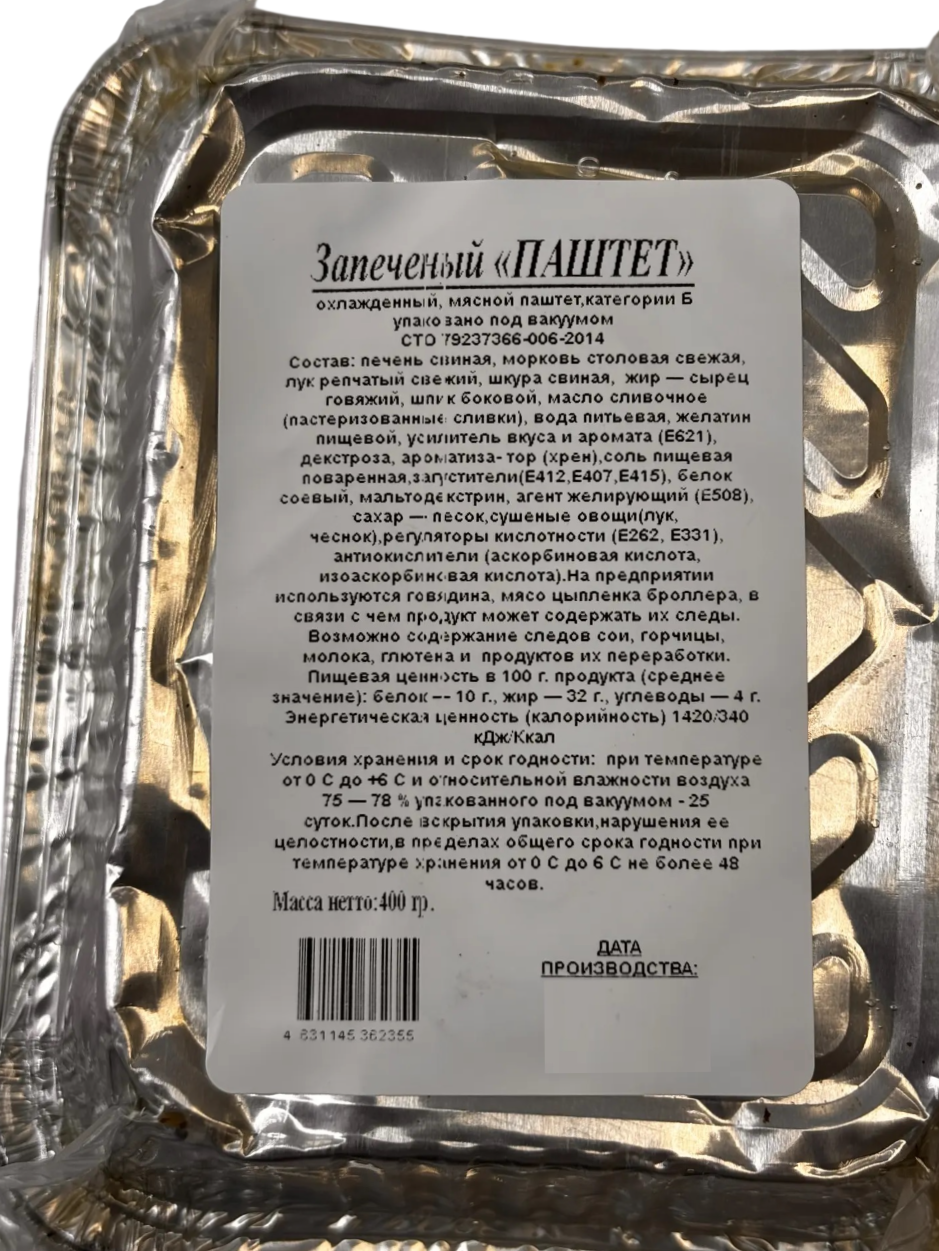 Запеченый «ПАШТЕТ»
охлажденный, мясной паштет,категории Б
упаковано под вакуумом
СТО 79237366-006-2014
Состав: печень свиная, морковь столовая свежая,
лук репчатый свежий, шкура свиная, жир — сырец
говяжий, шпик боковой, масло сливочное
(пастеризованные сливки), вода питьевая, желатин
пищевой, усилитель вкуса и аромата (Е621),
декстроза, ароматиза- тор (хрен),соль пищевая
поваренная,загустители(Е412,Е407,Е415), белок
соевый, мальтодекстрин, агент желирующий (Е508),
сахар — песок,сушеные овощи(лук,
чеснок),регуляторы кислотности (Е262, Е331),
антиокислители (аскорбиновая кислота,
изоаскорбиновая кислота).На предприятии
используются говядина, мясо цыпленка броллера, в
связи с чем продукт может содержать их следы.
Возможно содержание следов сои, горчицы,
молока, глютена и продуктов их переработки.
Пищевая ценность в 100 г. продукта (среднее
значение): белок -- 10 г., жир — 32 г., углеводы — 4 г.
Энергетическая ценность (калорийность) 1420/340
кДж/Ккал
Условия хранения и срок годности: при температуре
от 0 С до +6 С и относительной влажности воздуха
75 — 78 % упакованного под вакуумом - 25
суток.После вскрытия упаковки,нарушения ее
целостности,в пределах общего срока годности при
температуре хранения от 0 С до 6 С не более 48
часов.
Масса нетто:400 гр.
ДАТА
ПРОИЗВОДСТВА:
4 631145 362355